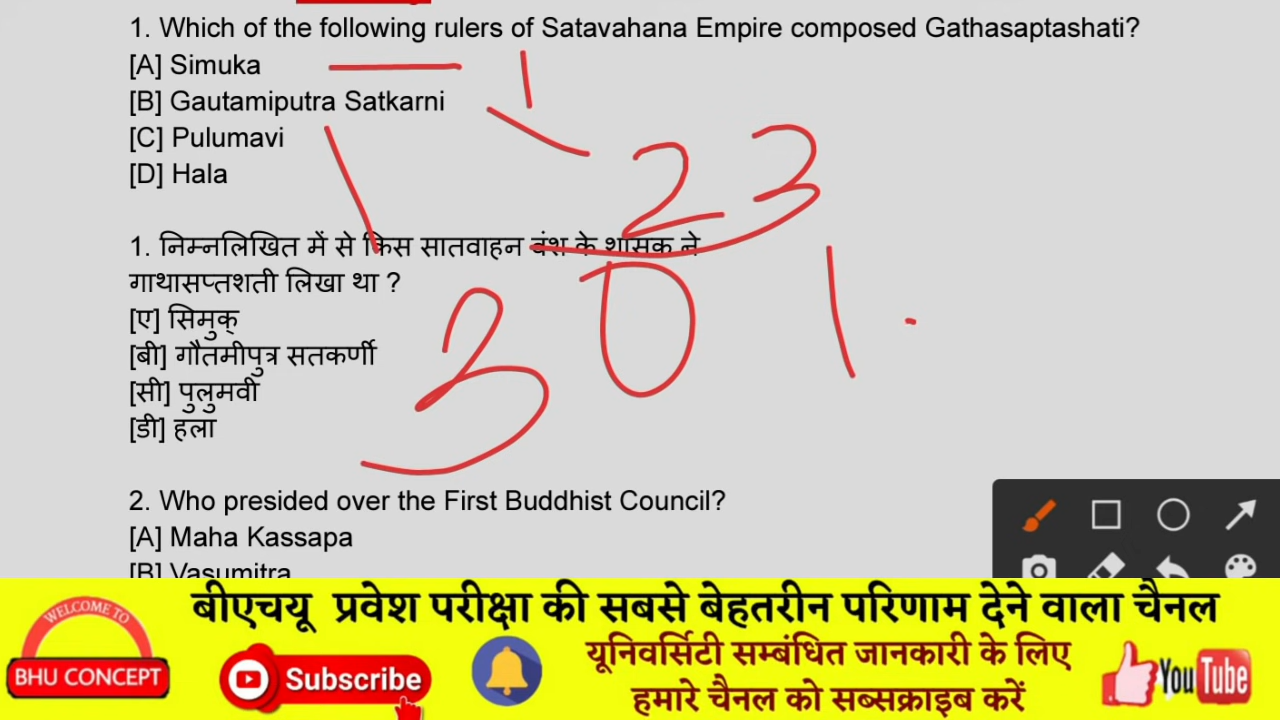 1. Which of the following rulers of Satavahana Empire composed Gathasaptashati?
[A] Simuka
[B] Gautamiputra Satkarni
[C] Pulumavi
[D] Hala
23
1. निम्नलिखित में से किस सातवाहन वंश के शासक ने
गाथासप्तशती लिखा था ?
[ए] सिमुक्
[बी] गौतमीपुत्र सतकर्णी
[सी] पुलुमवी
[डी] हला
301.
2. Who presided over the First Buddhist Council?
[A] Maha Kassapa
[B] Vasumitra
बीएचयू प्रवेश परीक्षा की सबसे बेहतरीन परिणाम देने वाला चैनल
WELCOME TO
BHU CONCEPT
Subscribe
यूनिवर्सिटी सम्बंधित जानकारी के लिए
हमारे चैनल को सब्सक्राइब करें
YouTube